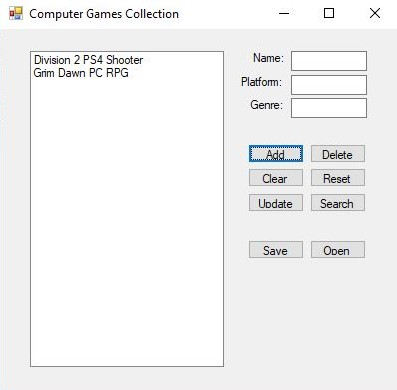 Computer Games Collection
Division 2 PS4 Shooter
Grim Dawn PC RPG
Name:
Platform:
Genre:
Add Delete
Clear Reset
Update Search
Save Open